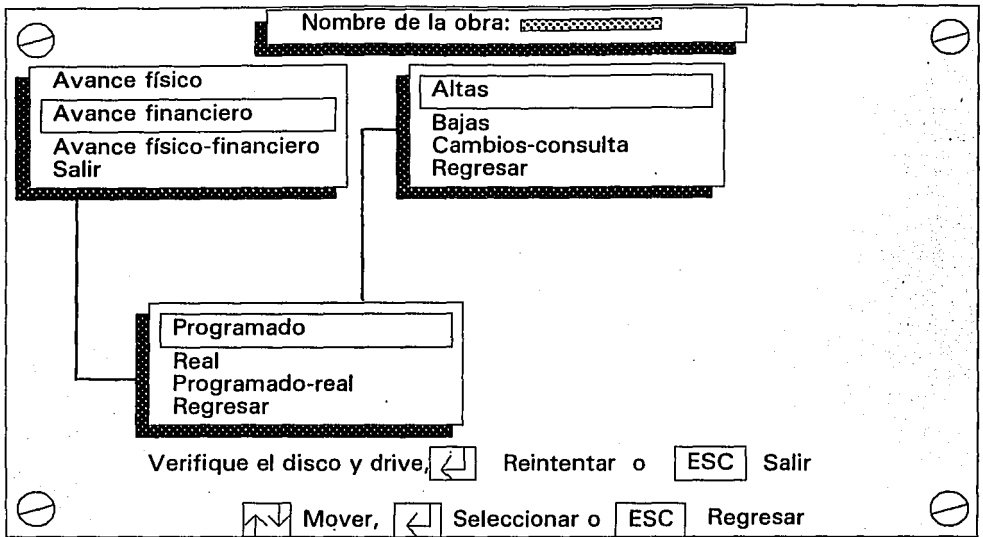 Nombre de la obra:
Avance físico
Avance financiero
Avance físico-financiero
Salir
Altas
Bajas
Cambios-consulta
Regresar
Programado
Real
Programado-real
Regresar
Verifique el disco y drive, Reintentar o ESC Salir
Mover, Seleccionar o ESC Regresar